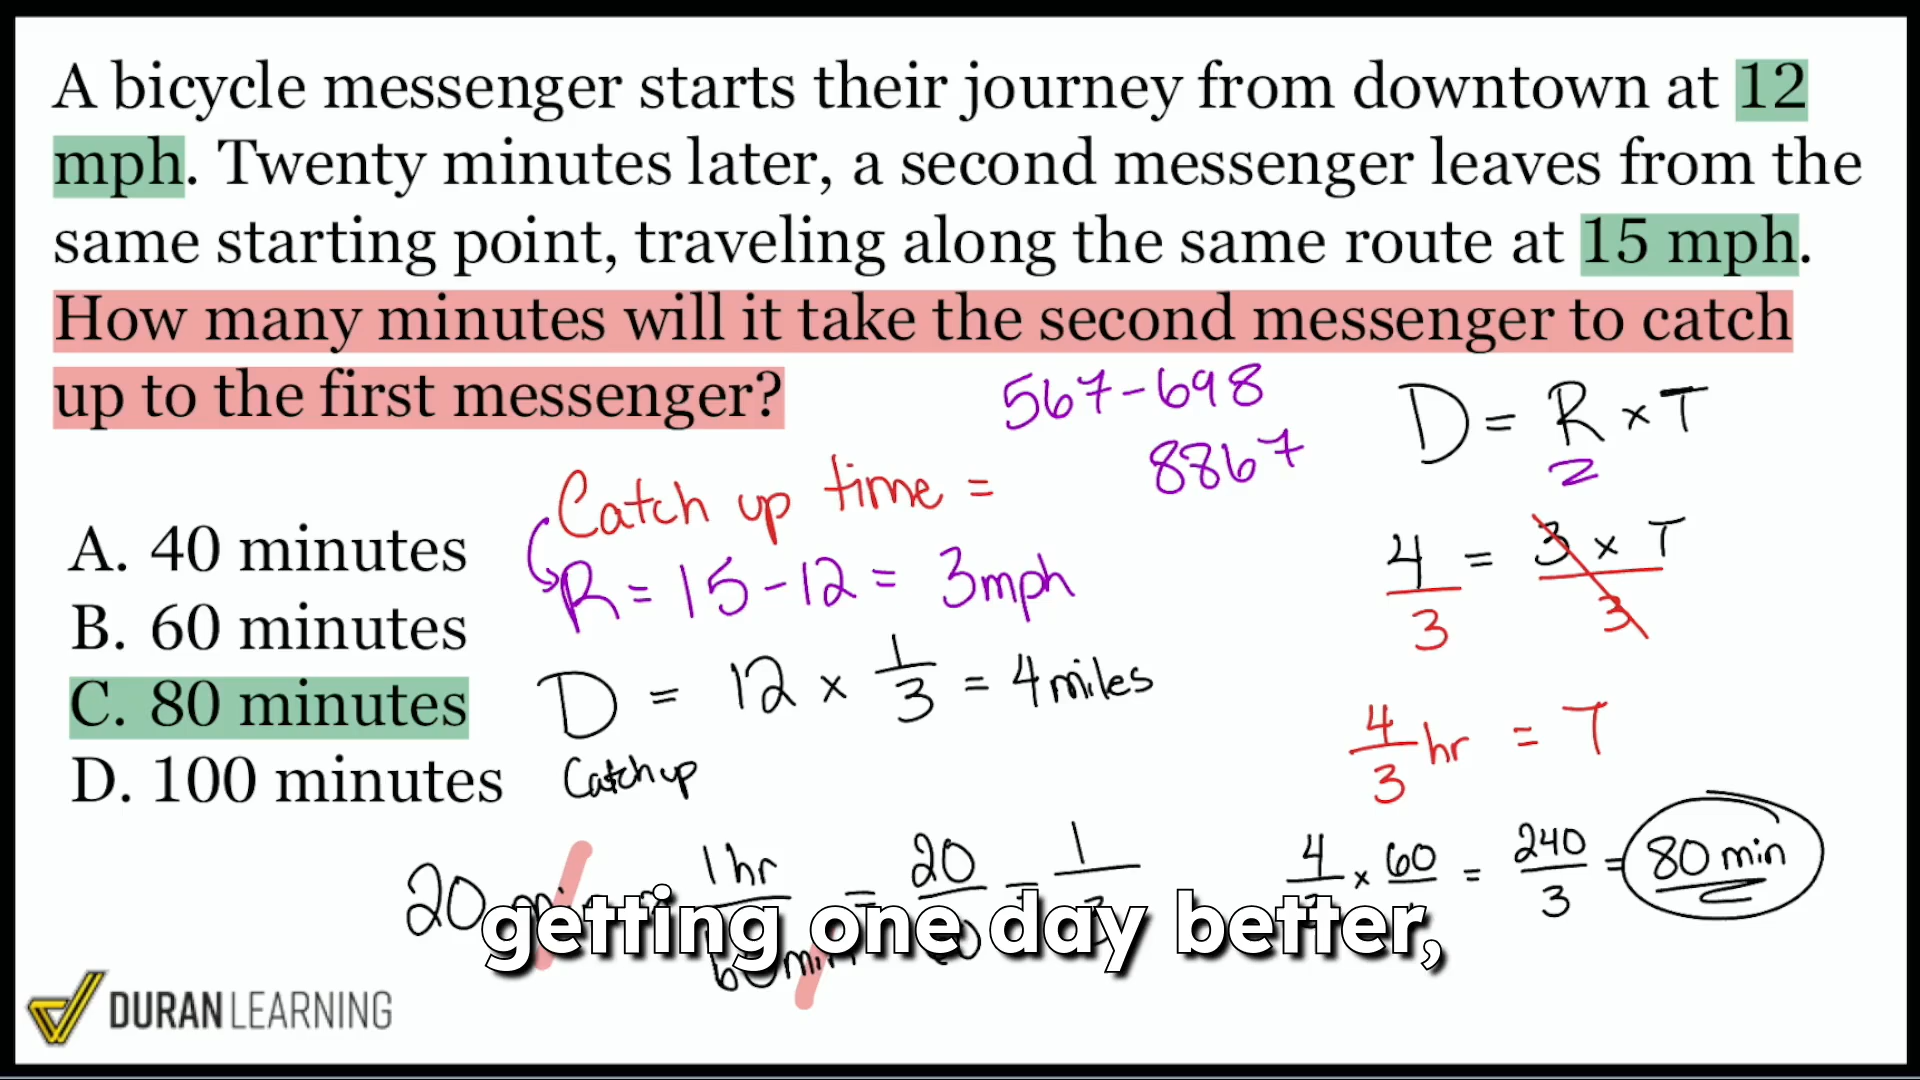 A bicycle messenger starts their journey from downtown at 12
mph. Twenty minutes later, a second messenger leaves from the
same starting point, traveling along the same route at 15 mph.
How many minutes will it take the second messenger to catch
up to the first messenger?
567-698
8867
D = R × T
2
Catch up time =
4/3 = 3 × T/3
A. 40 minutes
R = 15 - 12 = 3mph
B. 60 minutes
D = 12 × 1/3 = 4 miles
C. 80 minutes
4/3 hr = T
Catch up
D. 100 minutes
4 × 60 = 240/3 = 80 min
20 1 hr = 20 = 1
getting one day better,
DURAN LEARNING